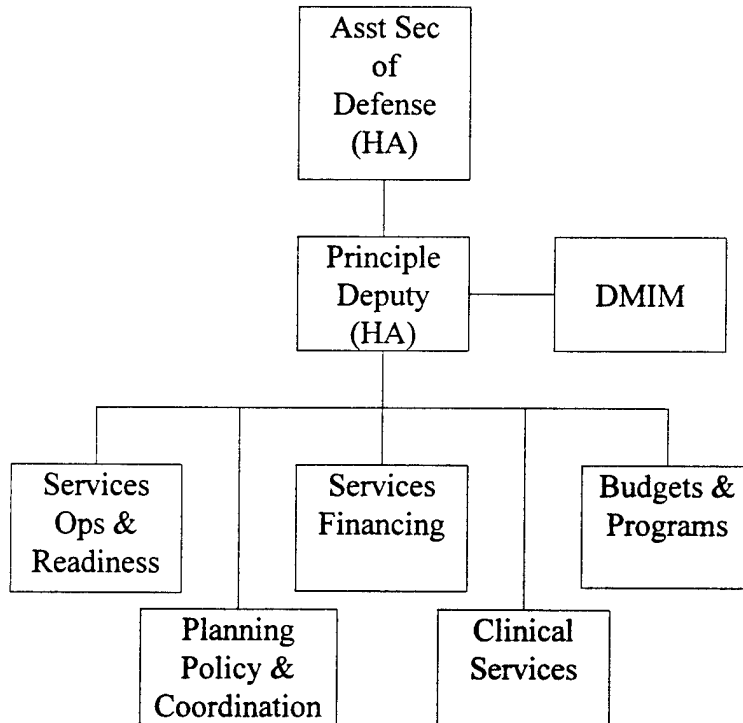 Asst Sec
of
Defense
(HA)
Principle
Deputy
(HA)
DMIM
Services
Ops &
Readiness
Services
Financing
Budgets &
Programs
Planning
Policy &
Coordination
Clinical
Services